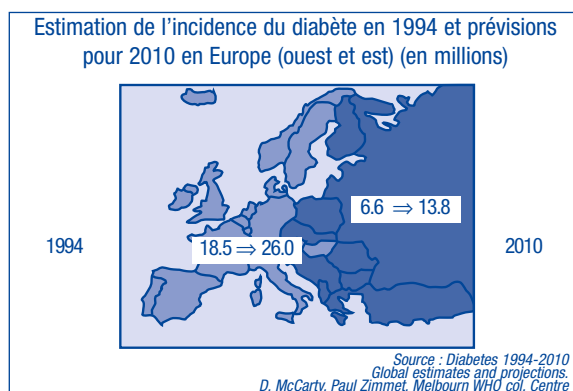 Estimation de l'incidence du diabète en 1994 et prévisions
pour 2010 en Europe (ouest et est) (en millions)
6.6 ⇒ 13.8
1994
18.5 ⇒ 26.0
2010
Source : Diabetes 1994-2010
Global estimates and projections.
D. McCarty, Paul Zimmet, Melbourn WHO col. Centre